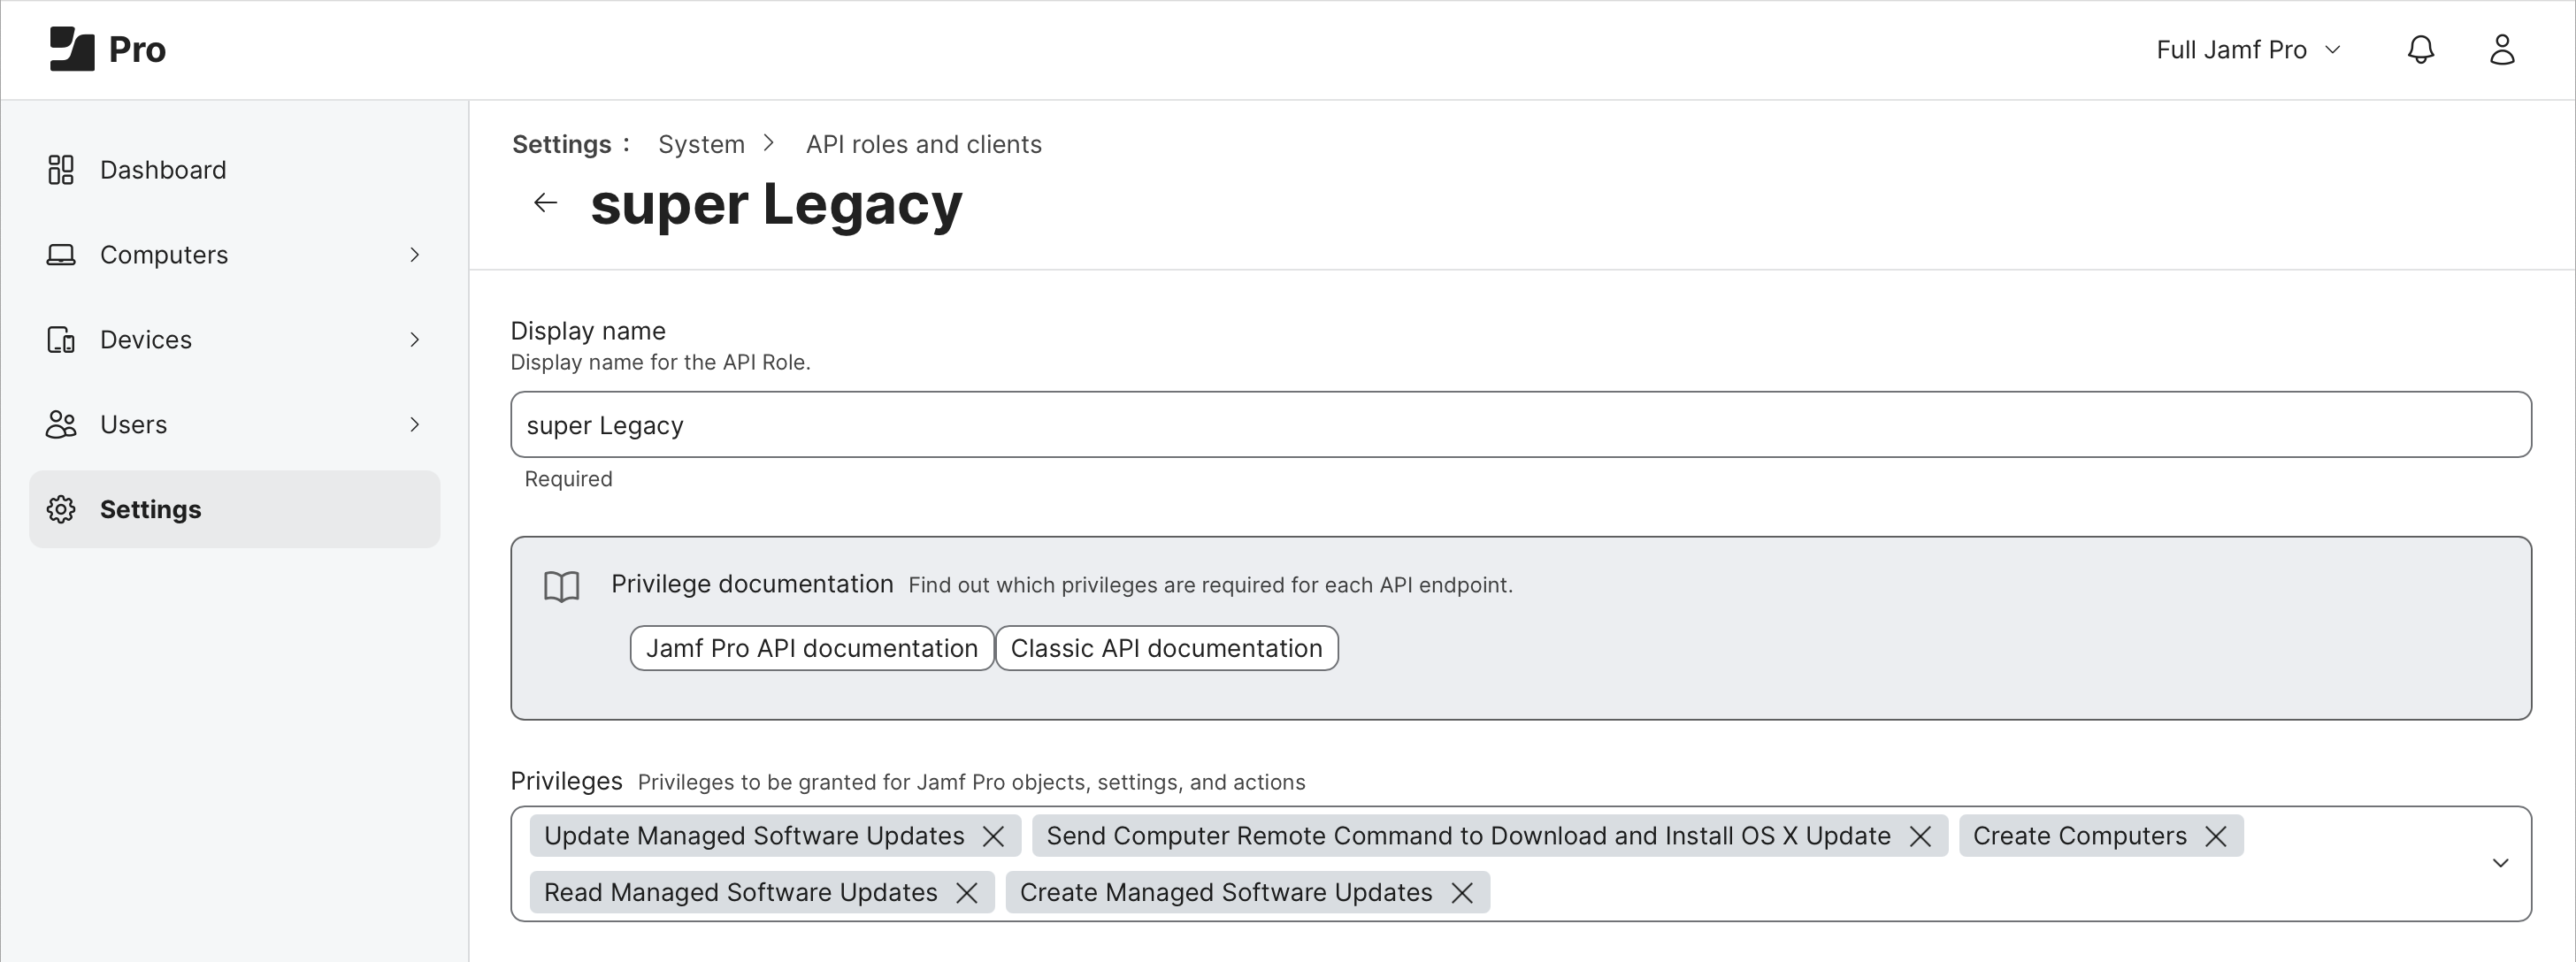 Pro
Full Jamf Pro
Dashboard
Computers
Devices
Users
Settings
Settings : System API roles and clients
super Legacy
Display name
Display name for the API Role.
super Legacy
Required
Privilege documentation Find out which privileges are required for each API endpoint.
Jamf Pro API documentation Classic API documentation
Privileges Privileges to be granted for Jamf Pro objects, settings, and actions
Update Managed Software Updates Send Computer Remote Command to Download and Install OS X Update Create Computers
Read Managed Software Updates Create Managed Software Updates